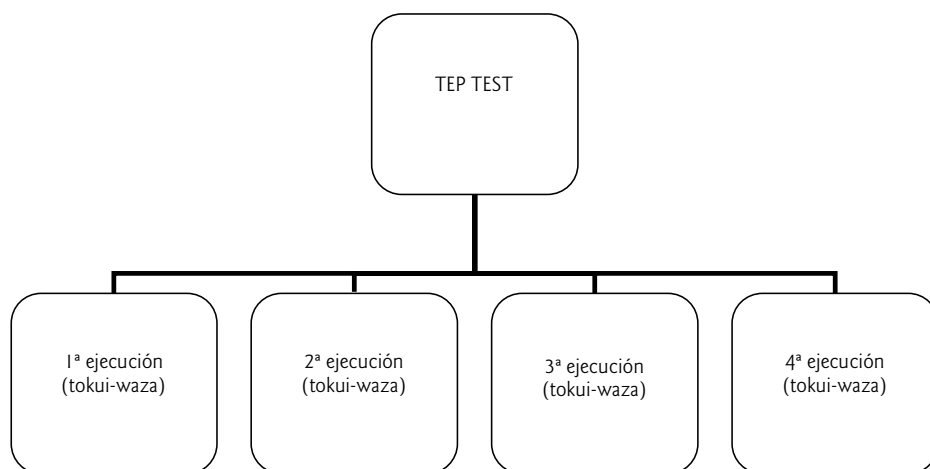 TEP TEST
1ª ejecución
(tokui-waza)
2ª ejecución
(tokui-waza)
3ª ejecución
(tokui-waza)
4ª ejecución
(tokui-waza)